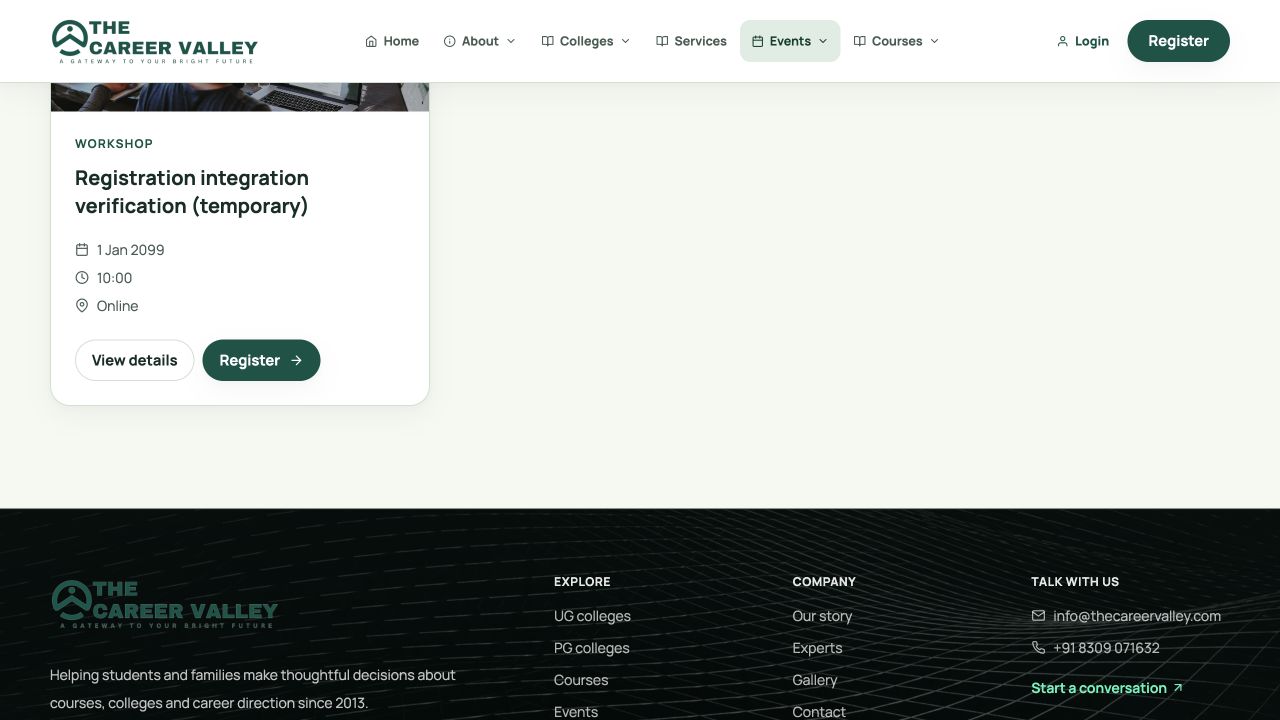 THE
CAREER VALLEY
A GATEWAY TO YOUR BRIGHT FUTURE
Home
About
Colleges
Services
Events
Courses
Login
Register
WORKSHOP
Registration integration
verification (temporary)
1 Jan 2099
10:00
Online
View details
Register
THE
CAREER VALLEY
A GATEWAY TO YOUR BRIGHT FUTURE
Helping students and families make thoughtful decisions about
courses, colleges and career direction since 2013.
EXPLORE
UG colleges
PG colleges
Courses
Events
COMPANY
Our story
Experts
Gallery
Contact
TALK WITH US
info@thecareervalley.com
+91 8309 071632
Start a conversation